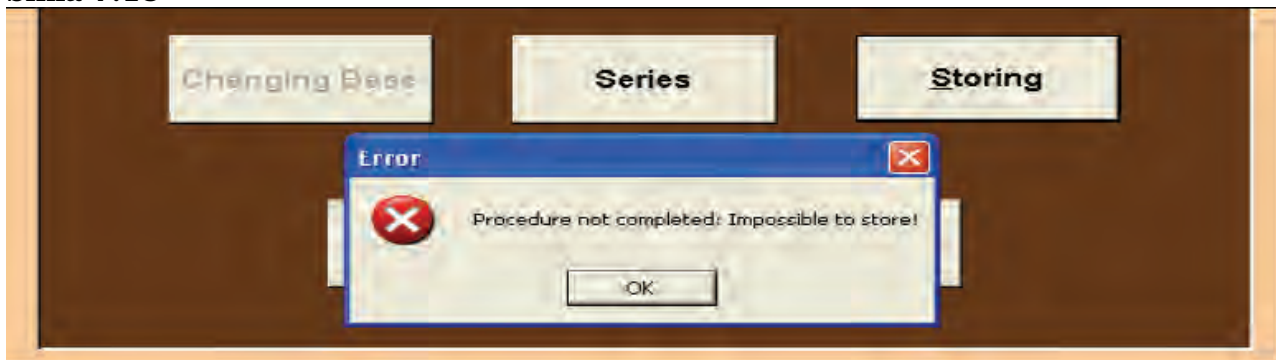 Changing Base
Series
Storing
Error
Procedure not completed: Impossible to store!
OK